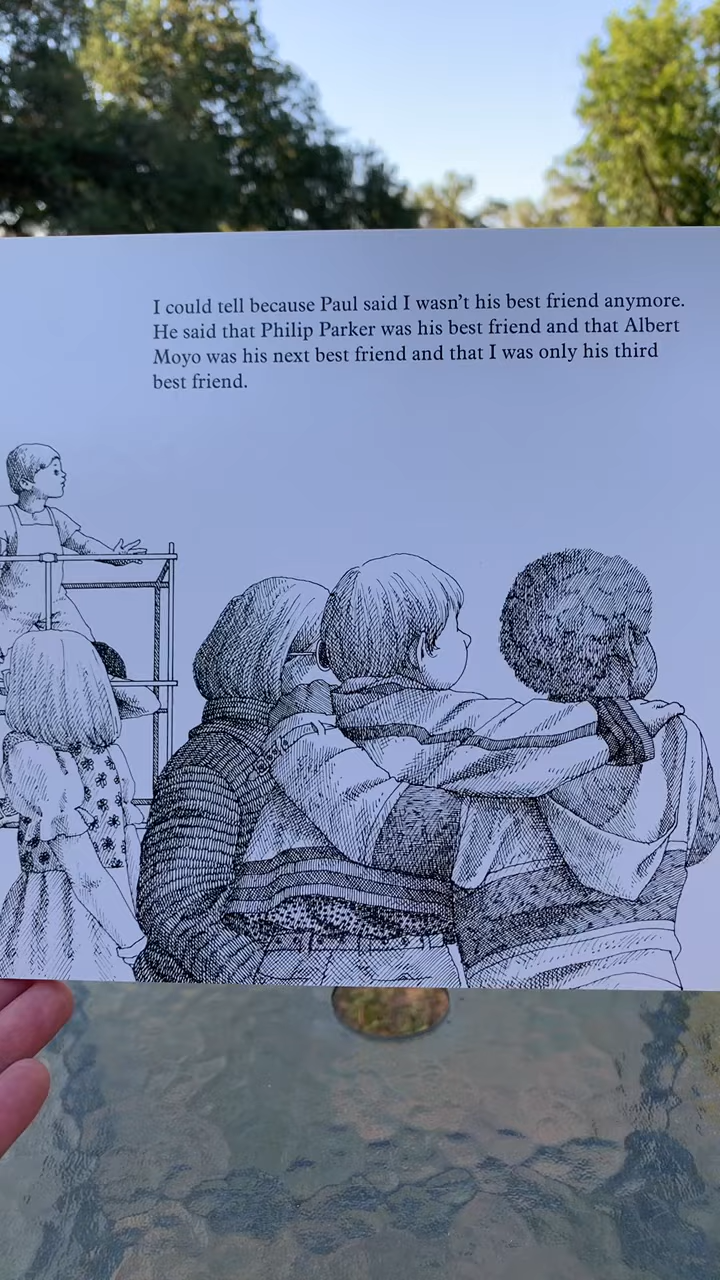 I could tell because Paul said I wasn't his best friend anymore.
He said that Philip Parker was his best friend and that Albert
Moyo was his next best friend and that I was only his third
best friend.